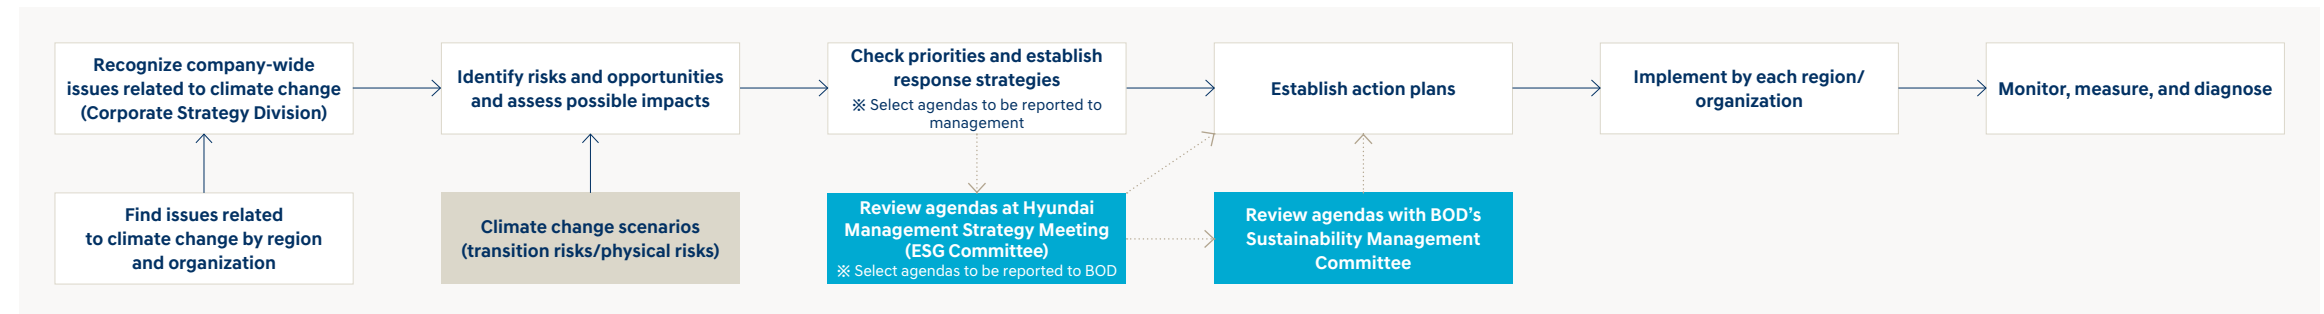 Recognize company-wide
issues related to climate change
(Corporate Strategy Division)
Identify risks and opportunities
and assess possible impacts
Check priorities and establish
response strategies
※ Select agendas to be reported to
management
Establish action plans
Implement by each region/
organization
Monitor, measure, and diagnose
Find issues related
to climate change by region
and organization
Climate change scenarios
(transition risks/physical risks)
Review agendas at Hyundai
Management Strategy Meeting
(ESG Committee)
※ Select agendas to be reported to BOD
Review agendas with BOD’s
Sustainability Management
Committee